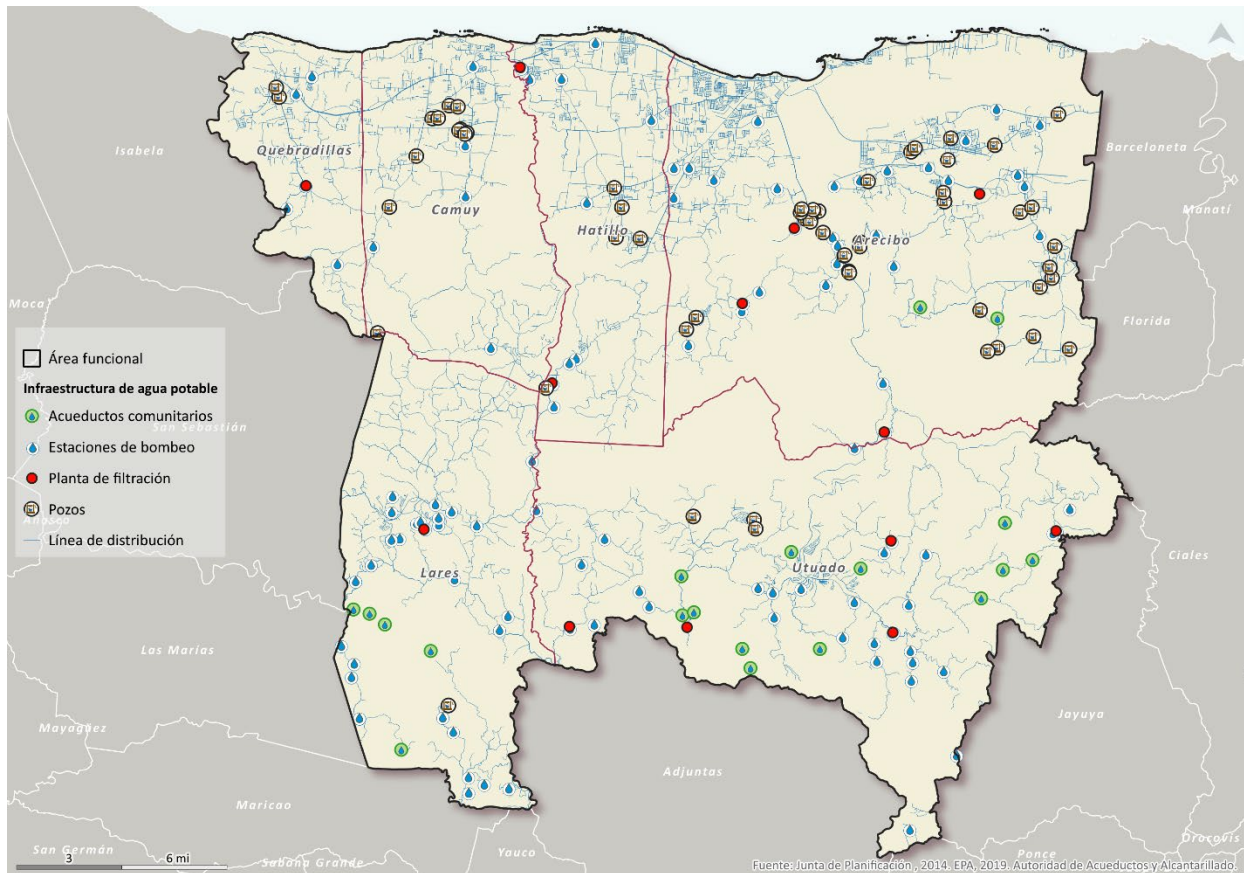 Isabela
Quebradillas
Camuy
Hatillo
Arecibo
Barceloneta
Manatí
Moca
Florida
Área funcional
Infraestructura de agua potable
Acueductos comunitarios
San Sebastián
Estaciones de bombeo
Planta de filtración
Pozos
Añasco
Línea de distribución
Lares
Utuado
Ciales
Las Marías
Mayagüez
Jayuya
Adjuntas
Maricao
San Germán
Sabana Grande
Yauco
Ponce
Orocovis
3 6 mi
Fuente: Junta de Planificación , 2014. EPA, 2019. Autoridad de Acueductos y Alcantarillado.